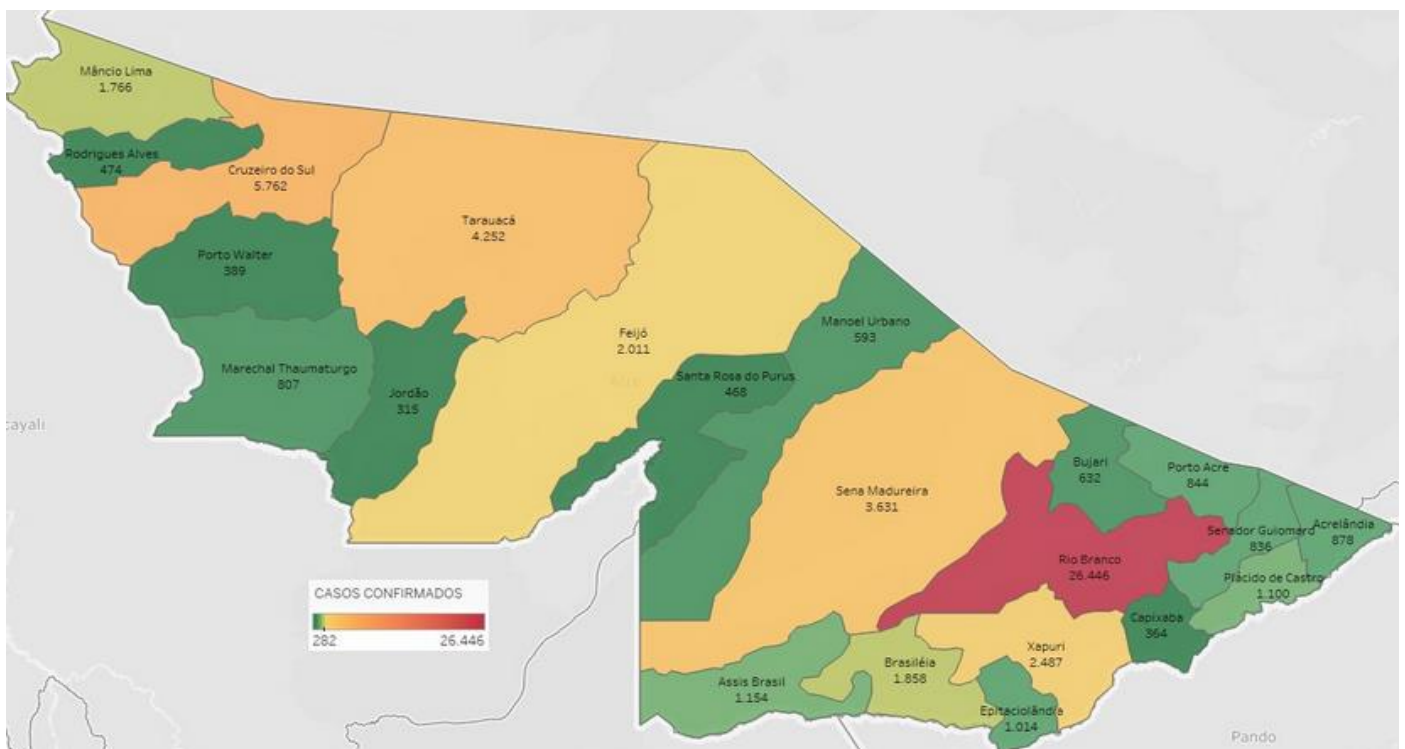 Mâncio Lima
1.766
Rodrigues Alves
474
Cruzeiro do Sul
5.762
Tarauacá
4.252
Porto Walter
389
Feijó
2.011
Manoel Urbano
593
Marechal Thaumaturgo
807
Jordão
315
Santa Rosa do Purus
468
cayali
Bujari
632
Porto Acre
844
Sena Madureira
3.631
Senador Guiomard
836
Acrelândia
878
Rio Branco
26.446
Plácido de Castro
1.100
CASOS CONFIRMADOS
282
26.446
Capixaba
364
Xapuri
2.487
Brasiléia
1.858
Assis Brasil
1.154
Epitaciolândia
1.014
Pando